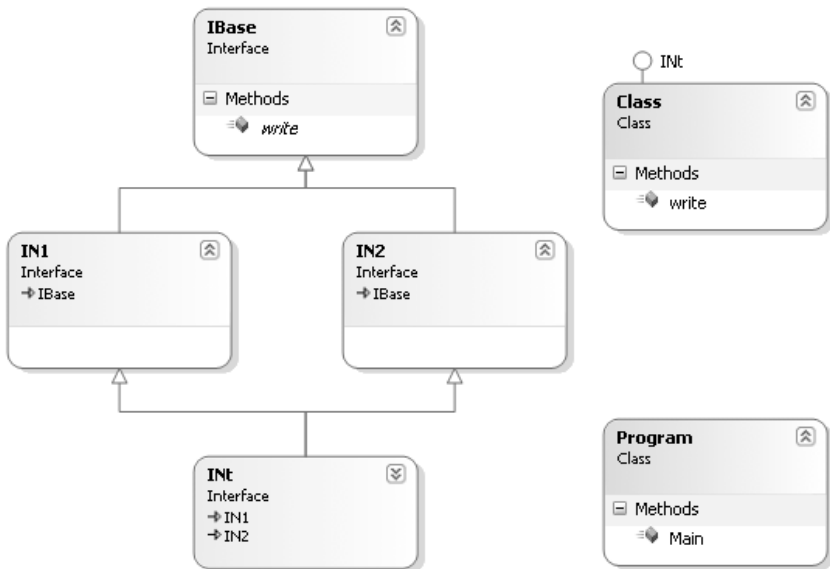 IBase
Interface
Methods
write
INt
Class
Class
Methods
write
IN1
Interface
IBase
IN2
Interface
IBase
INt
Interface
IN1
IN2
Program
Class
Methods
Main